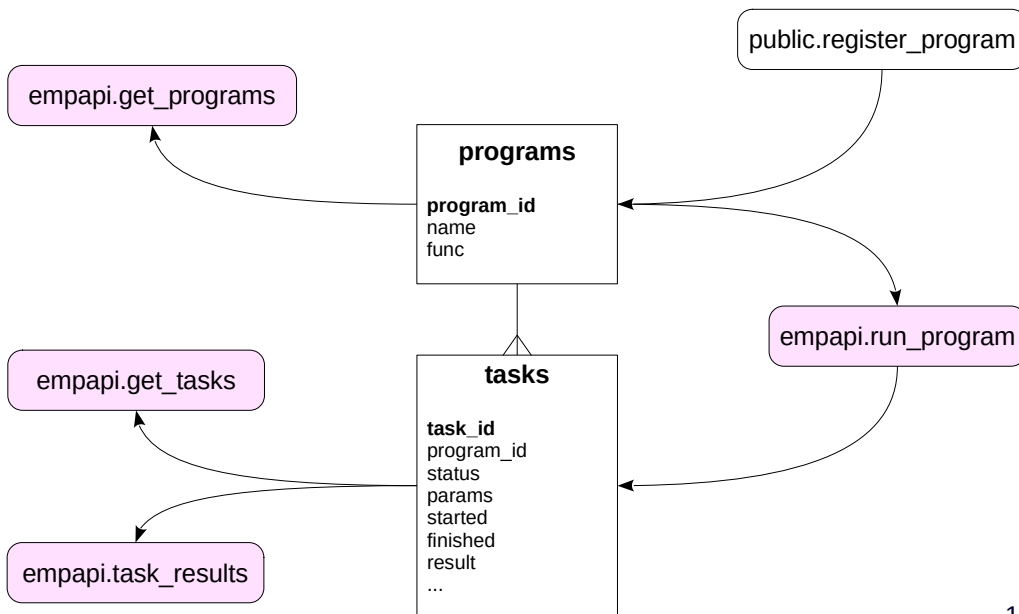 public.register_program
empapi.get_programs
programs
program_id
name
func
empapi.run_program
empapi.get_tasks
tasks
task_id
program_id
status
params
started
finished
result
...
empapi.task_results
1